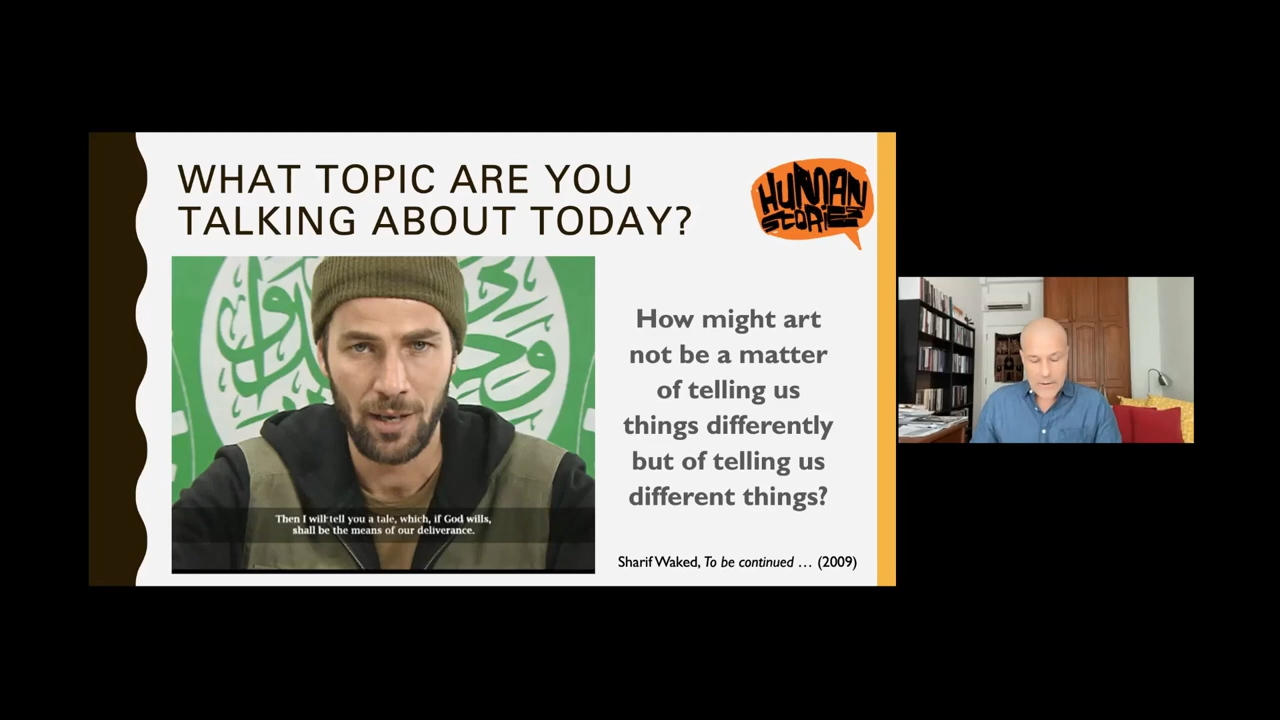 WHAT TOPIC ARE YOU
TALKING ABOUT TODAY?
HUMAN
STORIES
How might art
not be a matter
of telling us
things differently
but of telling us
different things?
Then I will tell you a tale, which, if God wills,
shall be the means of our deliverance.
Sharif Waked, To be continued … (2009)